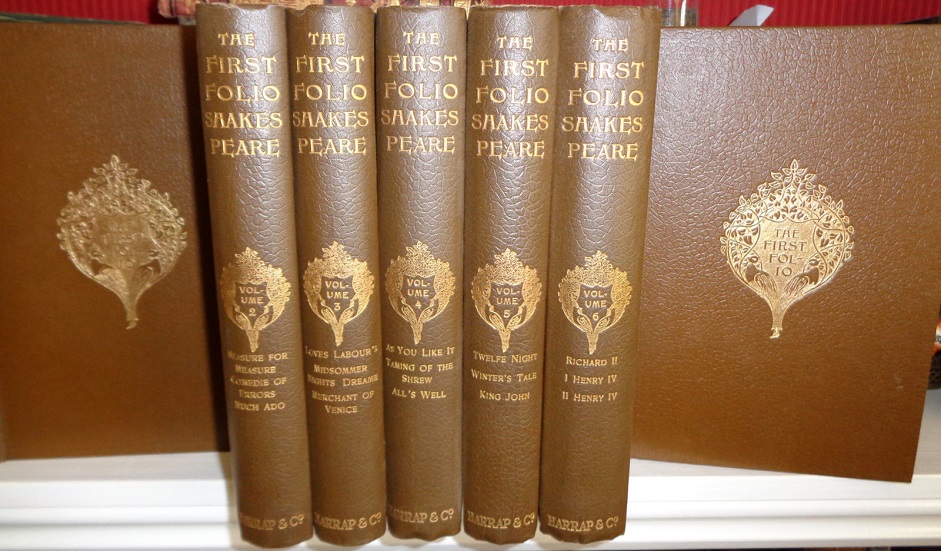 THE
FIRST
FOLIO
SHAKES
PEARE
VOL-
UME
2
MEASURE FOR
MEASURE
COMEDIE OF
ERRORS
MUCH ADO
HARRAP & Co.
THE
FIRST
FOLIO
SHAKES
PEARE
VOL-
UME
3
LOVES LABOUR'S
MIDSOMMER
NIGHTS DREAME
MERCHANT OF
VENICE
HARRAP & Co.
THE
FIRST
FOLIO
SHAKES
PEARE
VOL-
UME
4
AS YOU LIKE IT
TAMING OF THE
SHREW
ALL'S WELL
HARRAP & Co.
THE
FIRST
FOLIO
SHAKES
PEARE
VOL-
UME
5
TWELFE NIGHT
WINTER'S TALE
KING JOHN
HARRAP & Co.
THE
FIRST
FOLIO
SHAKES
PEARE
VOL-
UME
6
RICHARD II
I HENRY IV
II HENRY IV
HARRAP & Co.
THE
FIRST
FOL-
IO